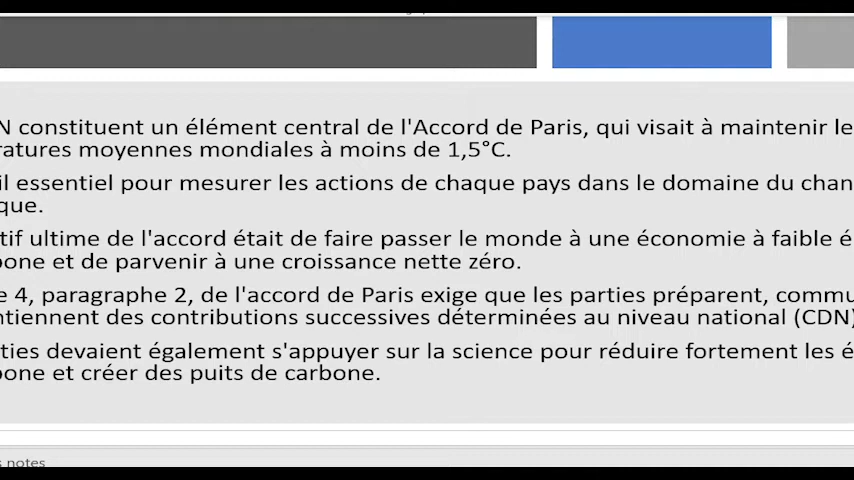 N constituent un élément central de l'Accord de Paris, qui visait à maintenir le
ratures moyennes mondiales à moins de 1,5°C.
il essentiel pour mesurer les actions de chaque pays dans le domaine du chan
que.
tif ultime de l'accord était de faire passer le monde à une économie à faible é
one et de parvenir à une croissance nette zéro.
e 4, paragraphe 2, de l'accord de Paris exige que les parties préparent, commu
ntiennent des contributions successives déterminées au niveau national (CDN)
ties devaient également s'appuyer sur la science pour réduire fortement les é
one et créer des puits de carbone.
s notes